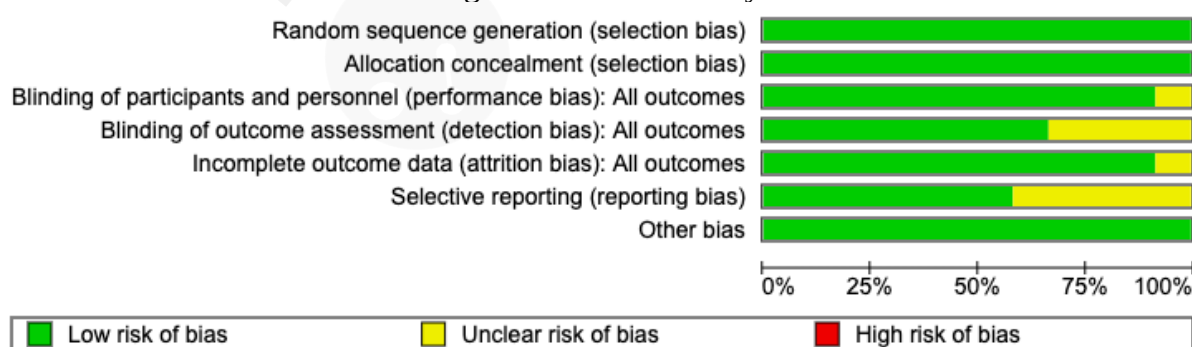 Random sequence generation (selection bias)
Allocation concealment (selection bias)
Blinding of participants and personnel (performance bias): All outcomes
Blinding of outcome assessment (detection bias): All outcomes
Incomplete outcome data (attrition bias): All outcomes
Selective reporting (reporting bias)
Other bias
0% 25% 50% 75% 100%
Low risk of bias Unclear risk of bias High risk of bias